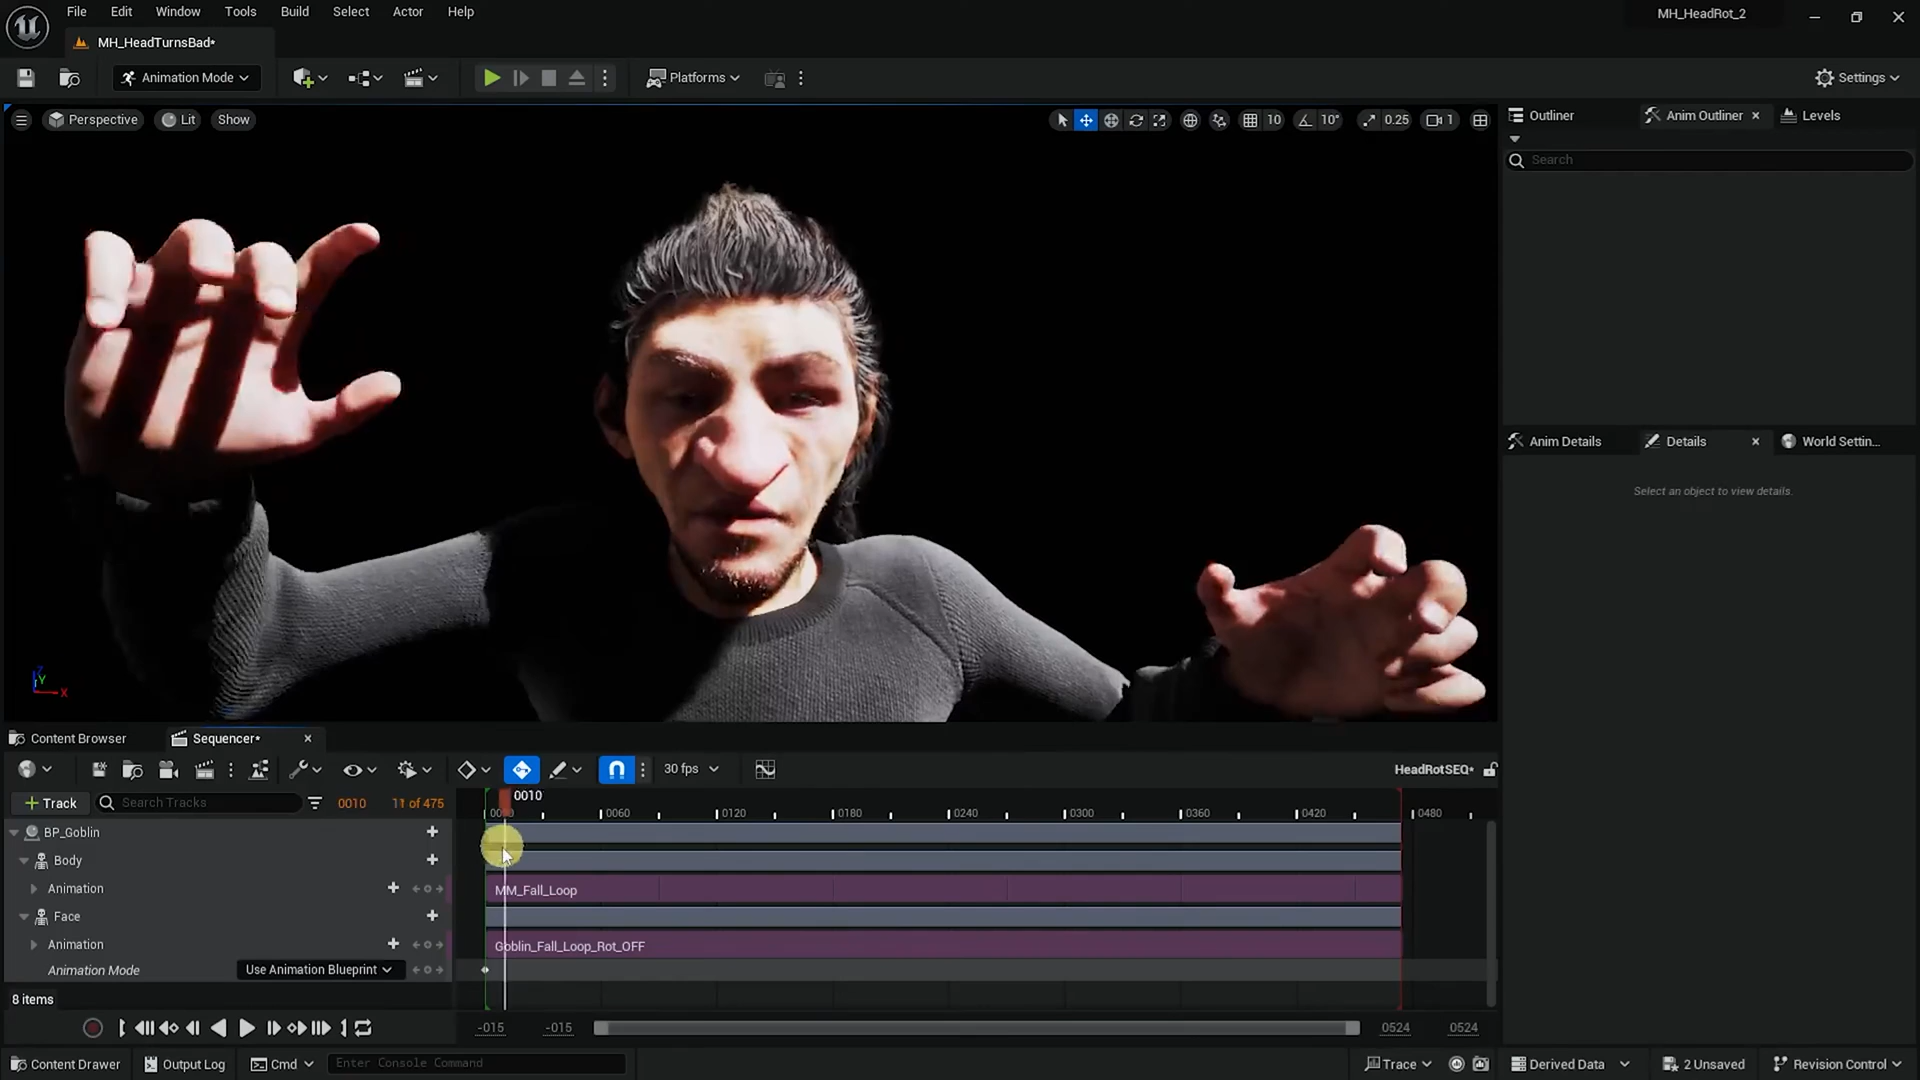 File Edit Window Tools Build Select Actor Help
MH_HeadRot_2
MH_HeadTurnsBad*
Animation Mode
Platforms
Settings
Perspective Lit Show
10 10° 0.25 1
Outliner Anim Outliner Levels
Search
Anim Details Details World Settin...
Select an object to view details.
Z
Y
X
Content Browser Sequencer*
30 fps
HeadRotSEQ*
Track Search Tracks 0010 11 of 475
0010
0060 0120 0180 0240 0300 0360 0420 0480
BP_Goblin
Body
Animation
MM_Fall_Loop
Face
Animation
Goblin_Fall_Loop_Rot_OFF
Animation Mode Use Animation Blueprint
8 items
-015 -015 0524 0524
Content Drawer Output Log Cmd Enter Console Command Trace Derived Data 2 Unsaved Revision Control